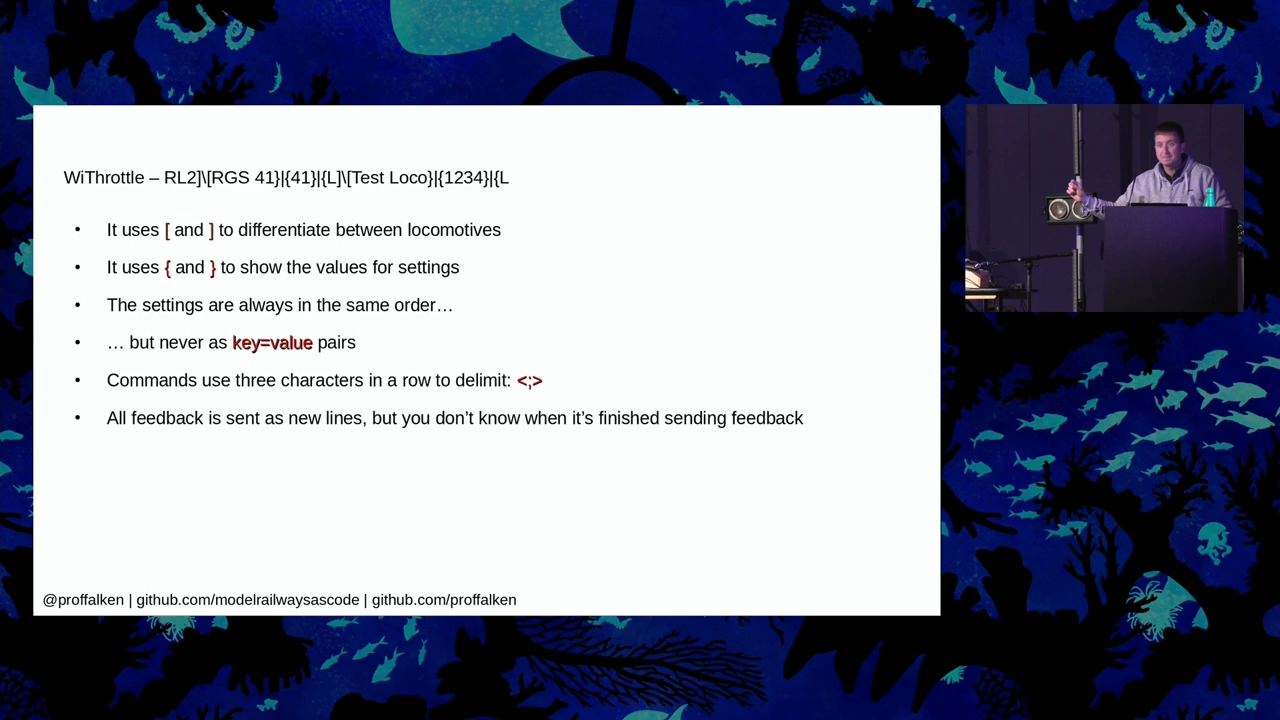 WiThrottle – RL2]\[RGS 41}|{41}|{L]\[Test Loco}|{1234}|{L
• It uses [ and ] to differentiate between locomotives
• It uses { and } to show the values for settings
• The settings are always in the same order…
• … but never as key=value pairs
• Commands use three characters in a row to delimit: <;>
• All feedback is sent as new lines, but you don’t know when it’s finished sending feedback
@proffalken | github.com/modelrailwaysascode | github.com/proffalken